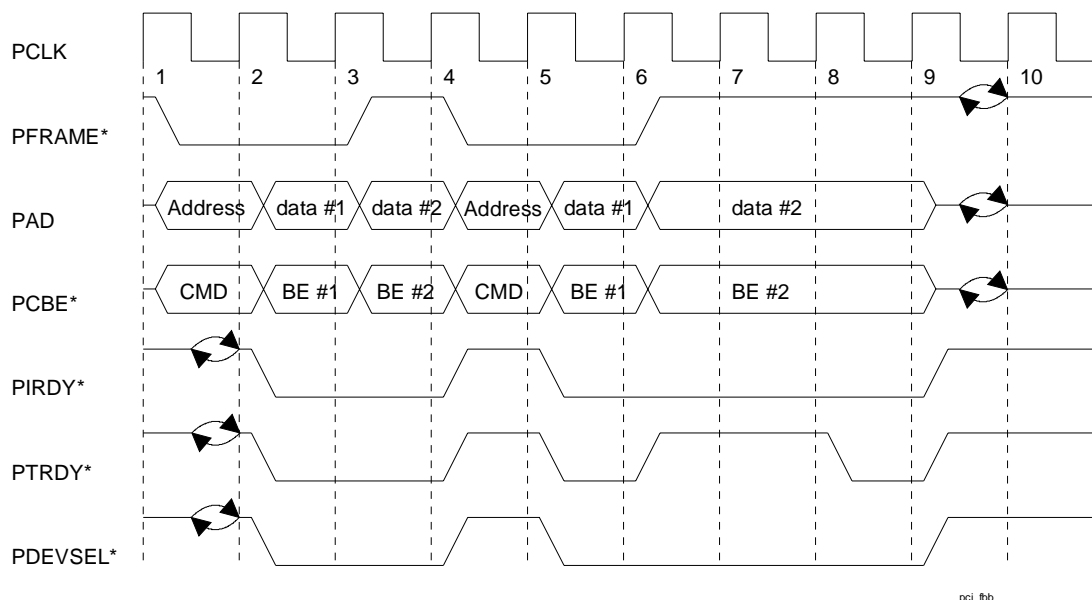 PCLK
1 2 3 4 5 6 7 8 9 10
PFRAME*
PAD
Address data #1 data #2 Address data #1 data #2
PCBE*
CMD BE #1 BE #2 CMD BE #1 BE #2
PIRDY*
PTRDY*
PDEVSEL*
pci_fbb